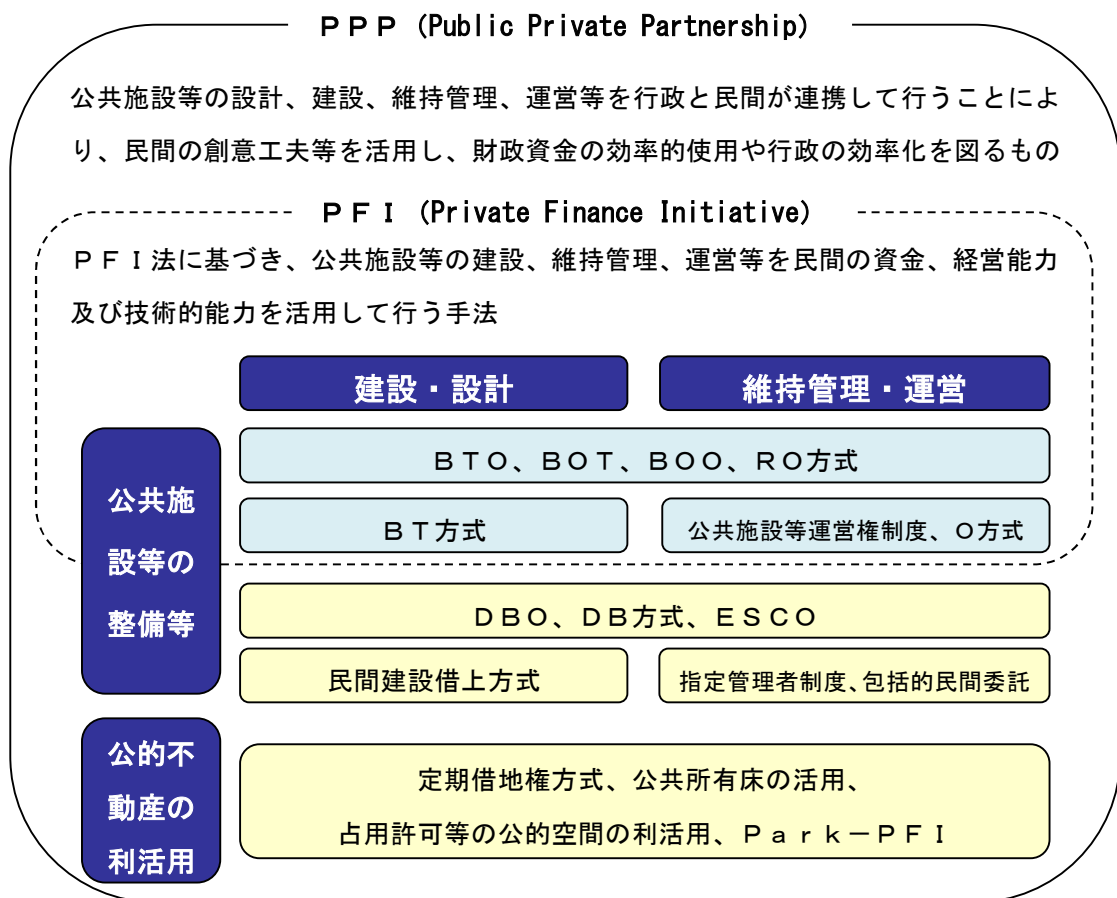 ＰＰＰ (Public Private Partnership)
公共施設等の設計、建設、維持管理、運営等を行政と民間が連携して行うことによ
り、民間の創意工夫等を活用し、財政資金の効率的使用や行政の効率化を図るもの
ＰＦＩ (Private Finance Initiative)
ＰＦＩ法に基づき、公共施設等の建設、維持管理、運営等を民間の資金、経営能力
及び技術的能力を活用して行う手法
建設・設計
維持管理・運営
公共施
設等の
整備等
ＢＴＯ、ＢＯＴ、ＢＯＯ、ＲＯ方式
ＢＴ方式
公共施設等運営権制度、Ｏ方式
ＤＢＯ、ＤＢ方式、ＥＳＣＯ
民間建設借上方式
指定管理者制度、包括的民間委託
公的不
動産の
利活用
定期借地権方式、公共所有床の活用、
占用許可等の公的空間の利活用、Ｐａｒｋ－ＰＦＩ